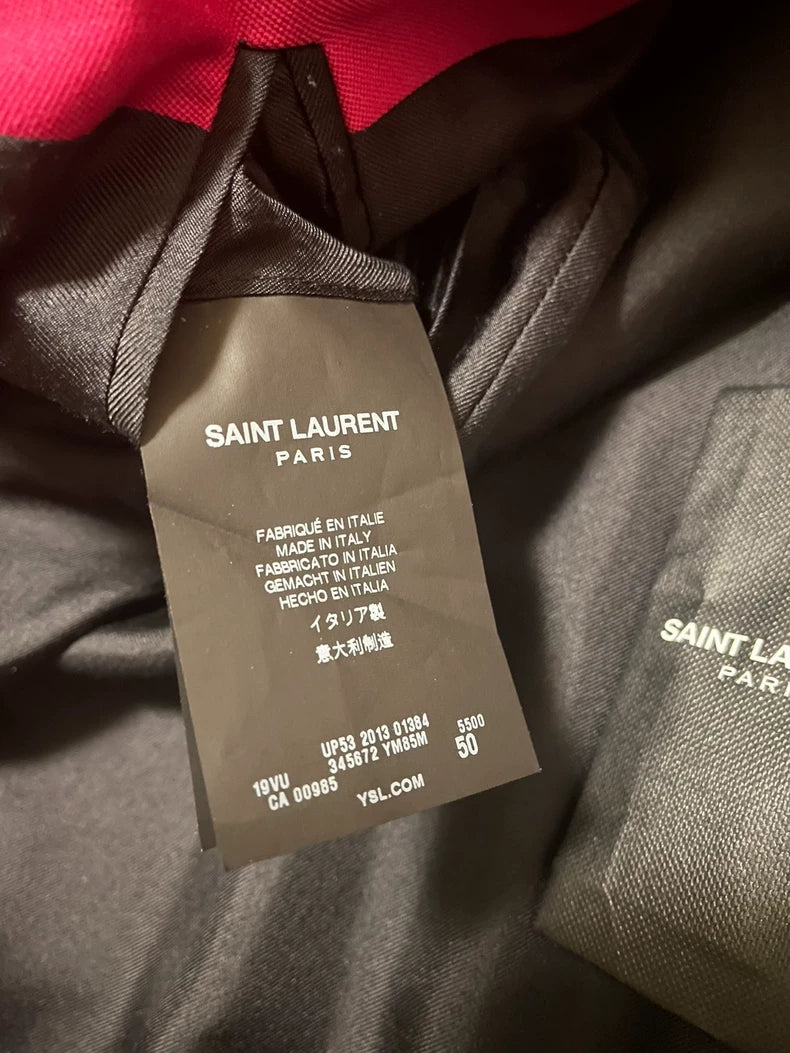 SAINT LAURENT
PARIS
FABRIQUÉ EN ITALIE
MADE IN ITALY
FABBRICATO IN ITALIA
GEMACHT IN ITALIEN
HECHO EN ITALIA
イタリア製
意大利制造
UP53 2013 01384 5500
19VU 345672 YM85M 50
CA 00985 YSL.COM
SAINT LA
PARI